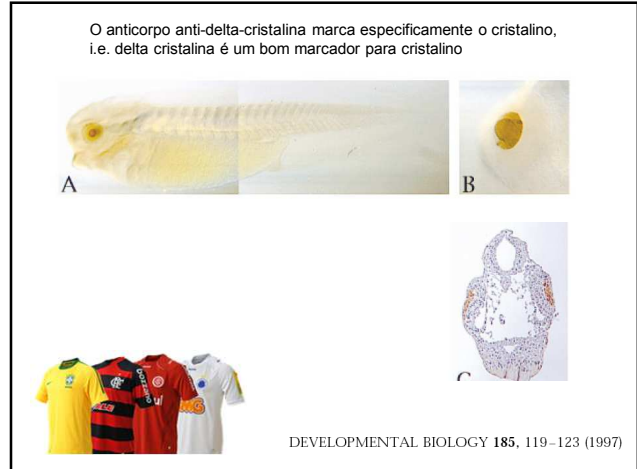 O anticorpo anti-delta-cristalina marca especificamente o cristalino,
i.e. delta cristalina é um bom marcador para cristalino
A
B
C
DEVELOPMENTAL BIOLOGY 185, 119–123 (1997)